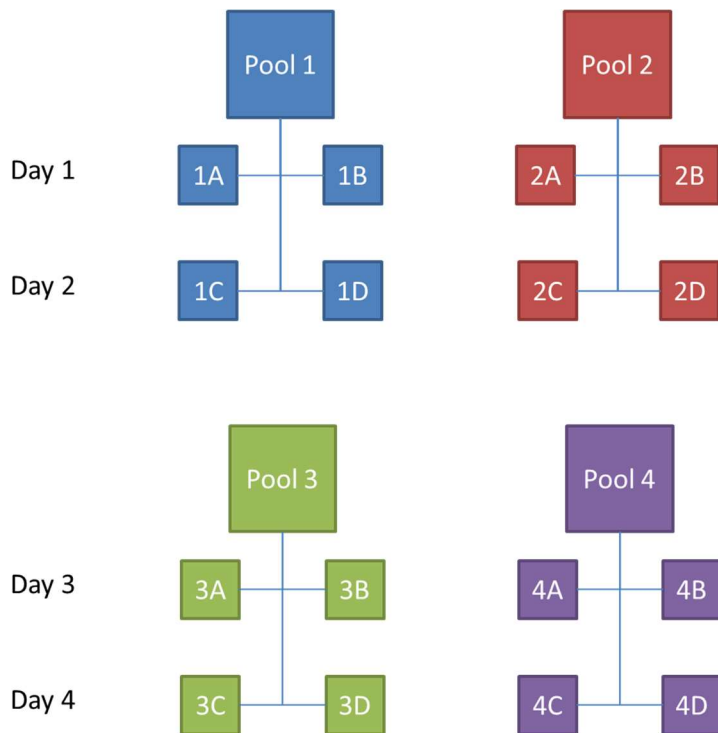 Pool 1 Pool 2
Day 1 1A 1B 2A 2B
Day 2 1C 1D 2C 2D
Pool 3 Pool 4
Day 3 3A 3B 4A 4B
Day 4 3C 3D 4C 4D